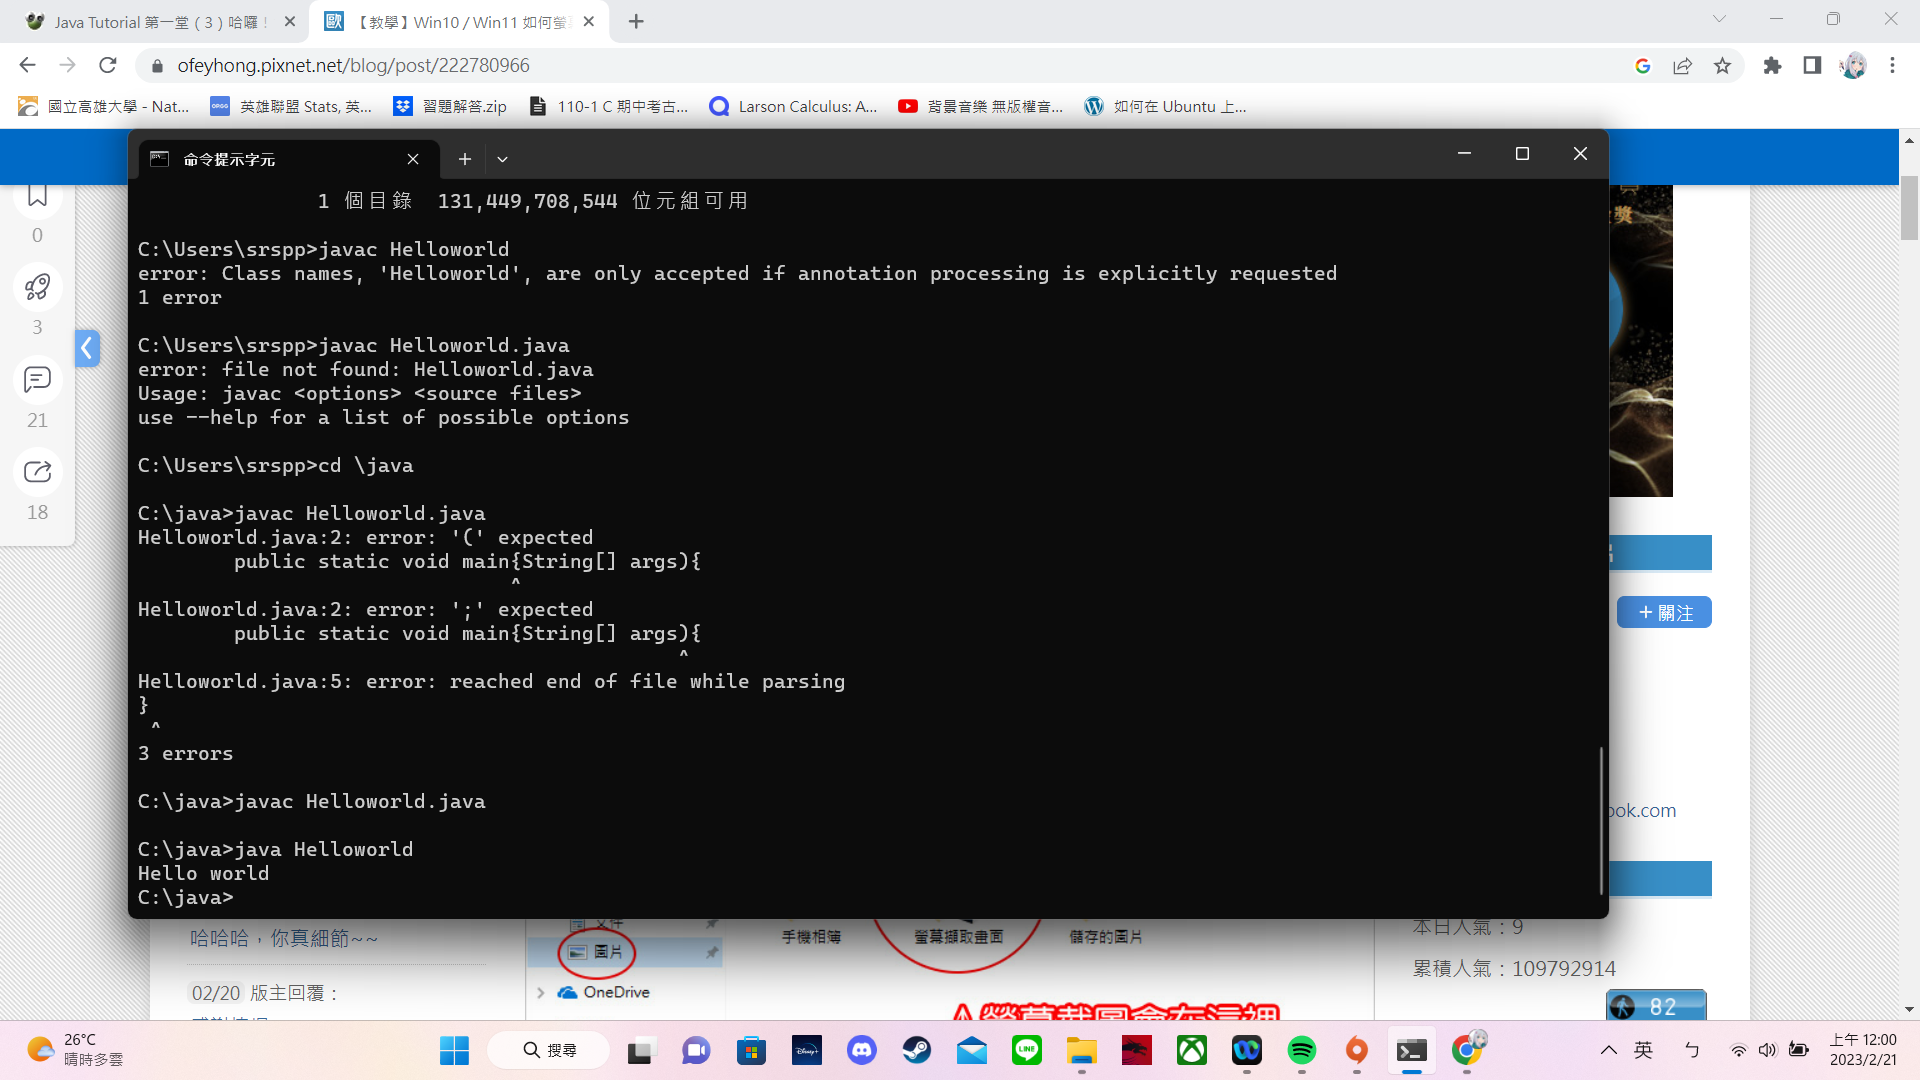 Java Tutorial 第一堂（3）哈囉！
【教學】Win10 / Win11 如何螢
ofeyhong.pixnet.net/blog/post/222780966
國立高雄大學 - Nat...
英雄聯盟 Stats, 英...
習題解答.zip
110-1 C 期中考古...
Larson Calculus: A...
背景音樂 無版權音...
如何在 Ubuntu 上...
命令提示字元
1 個目錄 131,449,708,544 位元組可用
C:\Users\srspp>javac Helloworld
error: Class names, 'Helloworld', are only accepted if annotation processing is explicitly requested
1 error
C:\Users\srspp>javac Helloworld.java
error: file not found: Helloworld.java
Usage: javac <options> <source files>
use --help for a list of possible options
C:\Users\srspp>cd \java
C:\java>javac Helloworld.java
Helloworld.java:2: error: '(' expected
public static void main{String[] args){
^
Helloworld.java:2: error: ';' expected
public static void main{String[] args){
^
Helloworld.java:5: error: reached end of file while parsing
}
^
3 errors
C:\java>javac Helloworld.java
C:\java>java Helloworld
Hello world
C:\java>
0
3
21
18
+ 關注
ook.com
哈哈哈，你真細節~~
02/20 版主回覆：
文件
圖片
OneDrive
手機相簿
螢幕擷取畫面
儲存的圖片
本日人氣：9
累積人氣：109792914
82
26°C
晴時多雲
搜尋
Disney+
LINE
英
ㄅ
上午 12:00
2023/2/21